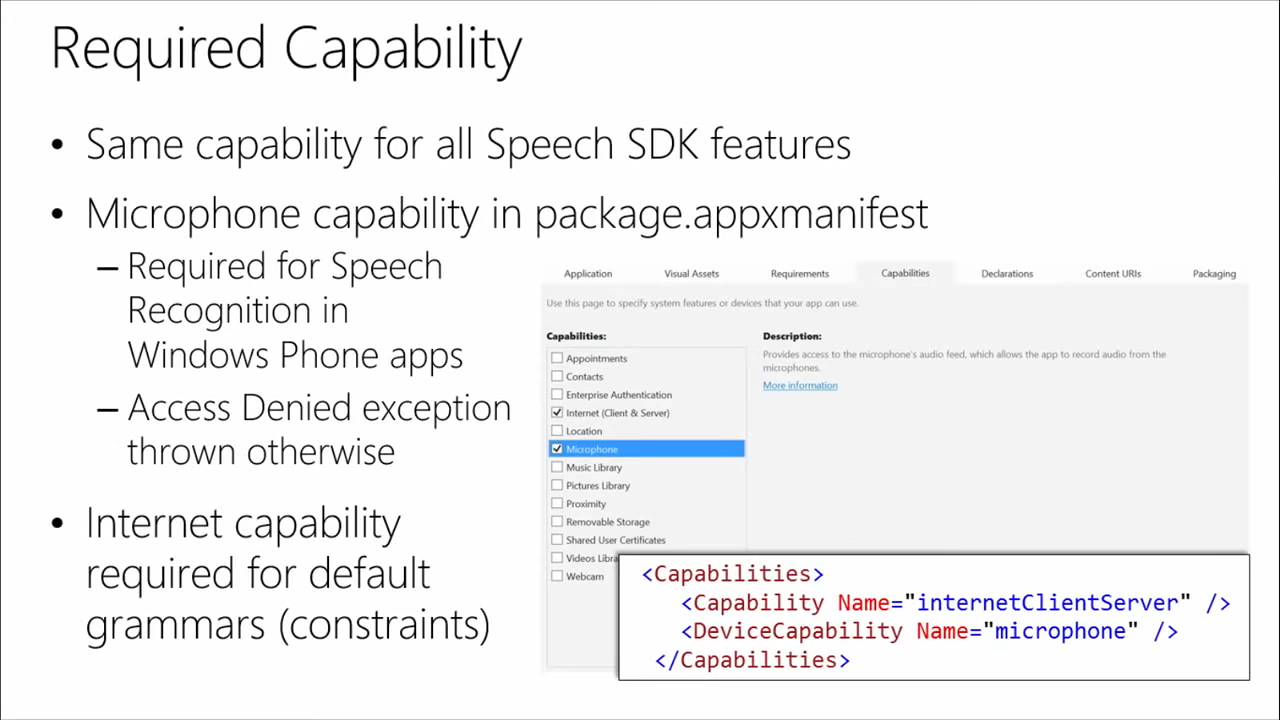 Required Capability
• Same capability for all Speech SDK features
• Microphone capability in package.appxmanifest
– Required for Speech
Recognition in
Windows Phone apps
– Access Denied exception
thrown otherwise
• Internet capability
required for default
grammars (constraints)
Application Visual Assets Requirements Capabilities Declarations Content URIs Packaging
Use this page to specify system features or devices that your app can use.
Capabilities:
Appointments
Contacts
Enterprise Authentication
Internet (Client & Server)
Location
Microphone
Music Library
Pictures Library
Proximity
Removable Storage
Shared User Certificates
Videos Libra
Webcam
Description:
Provides access to the microphone's audio feed, which allows the app to record audio from the
microphones.
More information
<Capabilities>
<Capability Name="internetClientServer" />
<DeviceCapability Name="microphone" />
</Capabilities>